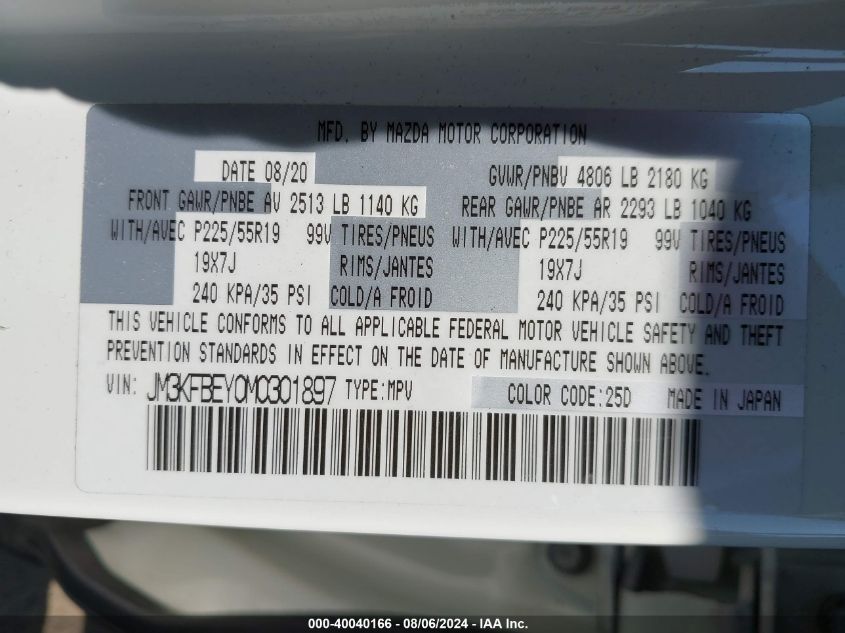 MFD. BY MAZDA MOTOR CORPORATION
DATE 08/20 GVWR/PNBV 4806 LB 2180 KG
FRONT GAWR/PNBE AV 2513 LB 1140 KG REAR GAWR/PNBE AR 2293 LB 1040 KG
WITH/AVEC P225/55R19 99V TIRES/PNEUS WITH/AVEC P225/55R19 99V TIRES/PNEUS
19X7J RIMS/JANTES 19X7J RIMS/JANTES
240 KPA/35 PSI COLD/A FROID 240 KPA/35 PSI COLD/A FROID
THIS VEHICLE CONFORMS TO ALL APPLICABLE FEDERAL MOTOR VEHICLE SAFETY AND THEFT
PREVENTION STANDARDS IN EFFECT ON THE DATE OF MANUFACTURE SHOWN ABOVE.
VIN: JM3KFBEY0M0301897 TYPE:MPV COLOR CODE:25D MADE IN JAPAN
000-40040166 - 08/06/2024 - IAA Inc.